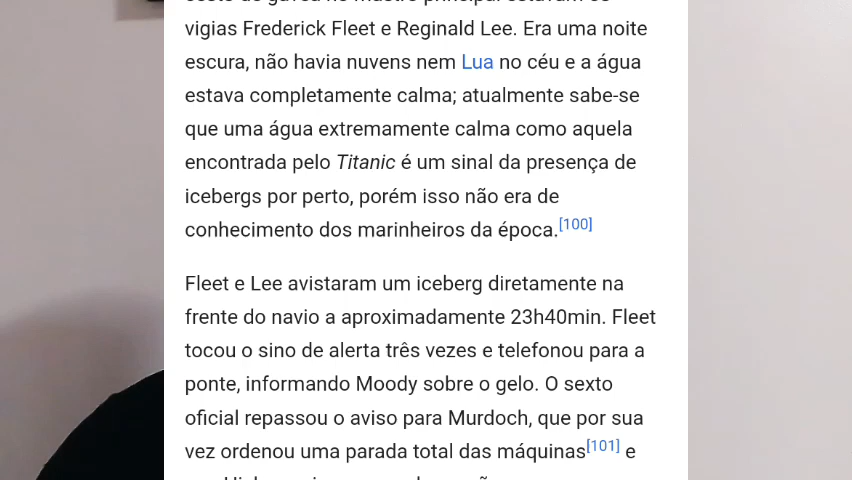 vigias Frederick Fleet e Reginald Lee. Era uma noite
escura, não havia nuvens nem Lua no céu e a água
estava completamente calma; atualmente sabe-se
que uma água extremamente calma como aquela
encontrada pelo Titanic é um sinal da presença de
icebergs por perto, porém isso não era de
conhecimento dos marinheiros da época.[100]
Fleet e Lee avistaram um iceberg diretamente na
frente do navio a aproximadamente 23h40min. Fleet
tocou o sino de alerta três vezes e telefonou para a
ponte, informando Moody sobre o gelo. O sexto
oficial repassou o aviso para Murdoch, que por sua
vez ordenou uma parada total das máquinas[101] e